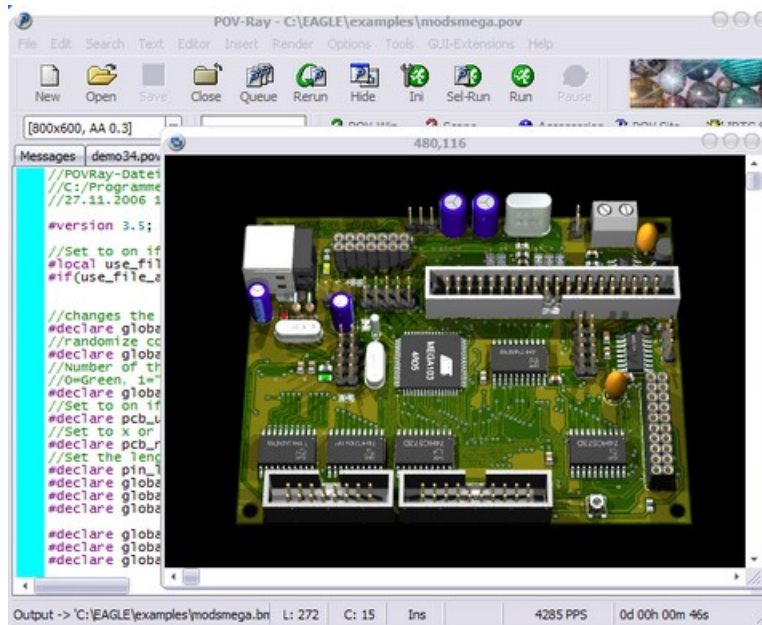 POV-Ray - C:\EAGLE\examples\modsmega.pov
File Edit Search Text Editor Insert Render Options Tools GUI-Extensions Help
New Open Save Close Queue Rerun Hide Ini Sel-Run Run Pause
[800x600, AA 0.3]
480,116
Messages demo34.pov
//POVRay-Datei
//C:/Programme
//27.11.2006 1
#version 3.5;
//Set to on if
#local use_fil
#if(use_file_a
//changes the
#declare globa
//randomize co
#declare globa
//Number of th
//0=Green, 1="
#declare globa
//Set to on if
#declare pcb_u
//Set to x or
#declare pcb_r
//Set the leng
#declare pin_l
#declare globa
#declare globa
#declare globa
#declare globa
#declare globa
#declare globa
MEGA103
74HC573D
74HC573D
Output -> 'C:\EAGLE\examples\modsmega.bm L: 272 C: 15 Ins 4285 PPS 0d 00h 00m 46s